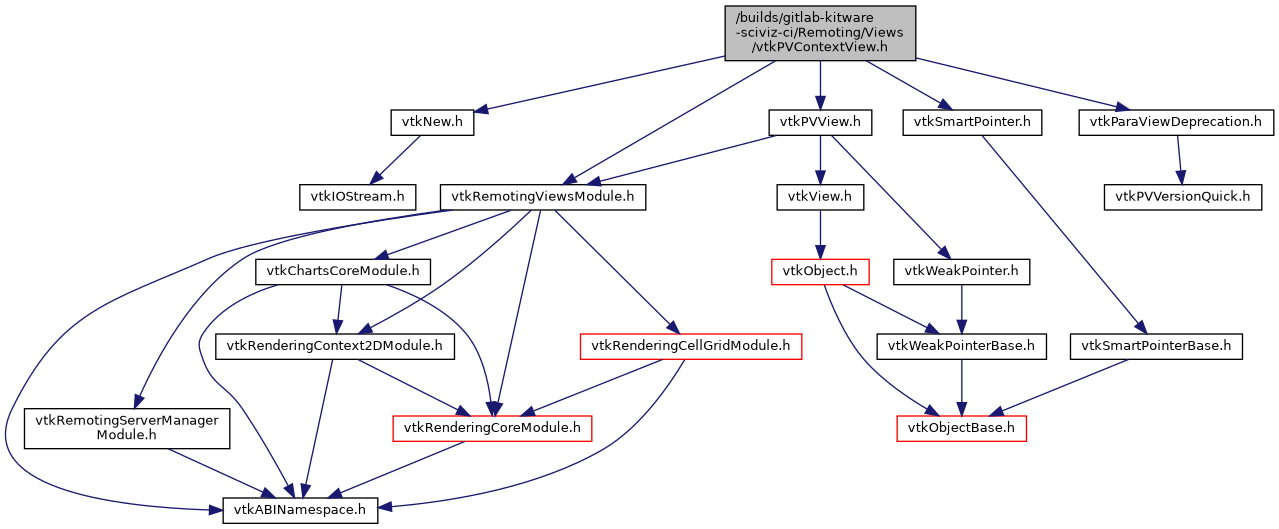 /builds/gitlab-kitware
-sciviz-ci/Remoting/Views
/vtkPVContextView.h
vtkNew.h
vtkPVView.h
vtkSmartPointer.h
vtkParaViewDeprecation.h
vtkIOStream.h
vtkRemotingViewsModule.h
vtkView.h
vtkPVVersionQuick.h
vtkChartsCoreModule.h
vtkObject.h
vtkWeakPointer.h
vtkRenderingContext2DModule.h
vtkRenderingCellGridModule.h
vtkWeakPointerBase.h
vtkSmartPointerBase.h
vtkRemotingServerManager
Module.h
vtkRenderingCoreModule.h
vtkObjectBase.h
vtkABINamespace.h